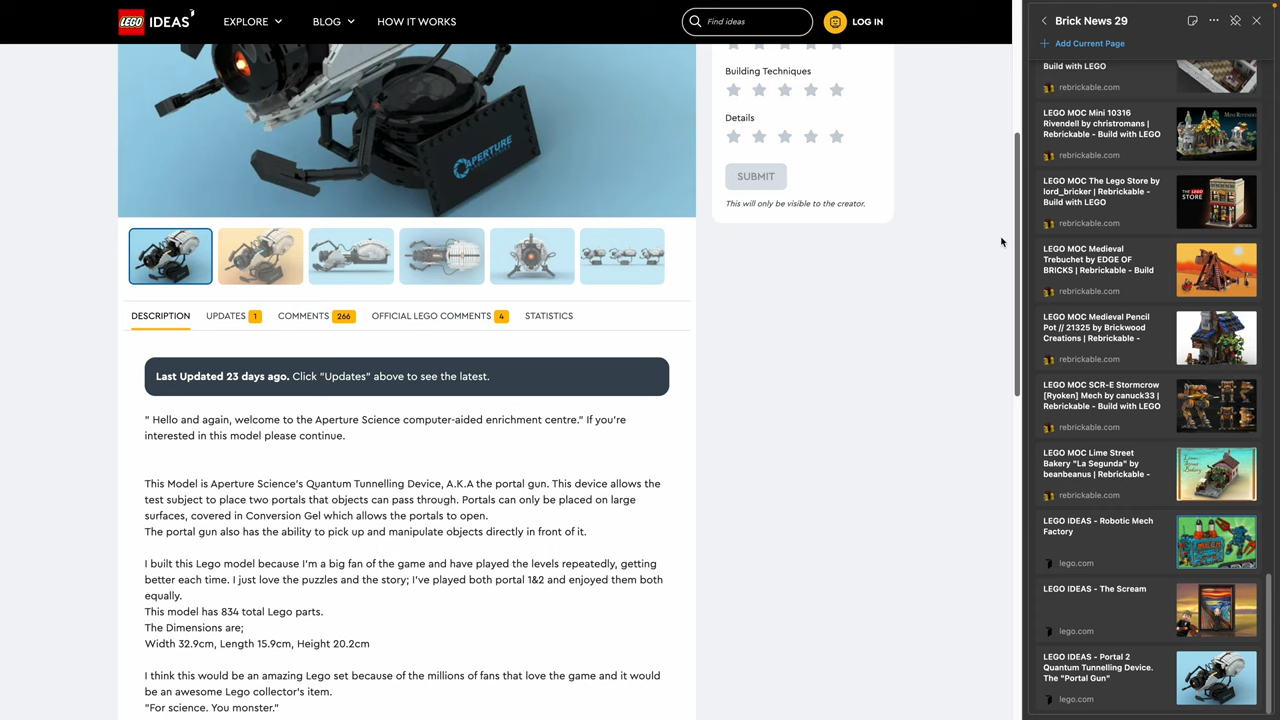 LEGO IDEAS
EXPLORE
BLOG
HOW IT WORKS
Find ideas
LOG IN
APERTURE
Building Techniques
Details
SUBMIT
This will only be visible to the creator.
DESCRIPTION
UPDATES 1
COMMENTS 266
OFFICIAL LEGO COMMENTS 4
STATISTICS
Last Updated 23 days ago. Click "Updates" above to see the latest.
" Hello and again, welcome to the Aperture Science computer-aided enrichment centre." If you're
interested in this model please continue.
This Model is Aperture Science's Quantum Tunnelling Device, A.K.A the portal gun. This device allows the
test subject to place two portals that objects can pass through. Portals can only be placed on large
surfaces, covered in Conversion Gel which allows the portals to open.
The portal gun also has the ability to pick up and manipulate objects directly in front of it.
I built this Lego model because I'm a big fan of the game and have played the levels repeatedly, getting
better each time. I just love the puzzles and the story; I've played both portal 1&2 and enjoyed them both
equally.
This model has 834 total Lego parts.
The Dimensions are;
Width 32.9cm, Length 15.9cm, Height 20.2cm
I think this would be an amazing Lego set because of the millions of fans that love the game and it would
be an awesome Lego collector's item.
"For science. You monster."
Brick News 29
Add Current Page
Build with LEGO
rebrickable.com
LEGO MOC Mini 10316
Rivendell by christromans |
Rebrickable - Build with LEGO
rebrickable.com
LEGO MOC The Lego Store by
lord_bricker | Rebrickable -
Build with LEGO
rebrickable.com
THE LEGO
STORE
LEGO MOC Medieval
Trebuchet by EDGE OF
BRICKS | Rebrickable - Build
rebrickable.com
LEGO MOC Medieval Pencil
Pot // 21325 by Brickwood
Creations | Rebrickable -
rebrickable.com
LEGO MOC SCR-E Stormcrow
[Ryoken] Mech by canuck33 |
Rebrickable - Build with LEGO
rebrickable.com
LEGO MOC Lime Street
Bakery "La Segunda" by
beanbeanus | Rebrickable -
rebrickable.com
LEGO IDEAS - Robotic Mech
Factory
lego.com
LEGO IDEAS - The Scream
lego.com
LEGO IDEAS - Portal 2
Quantum Tunnelling Device.
The "Portal Gun"
lego.com